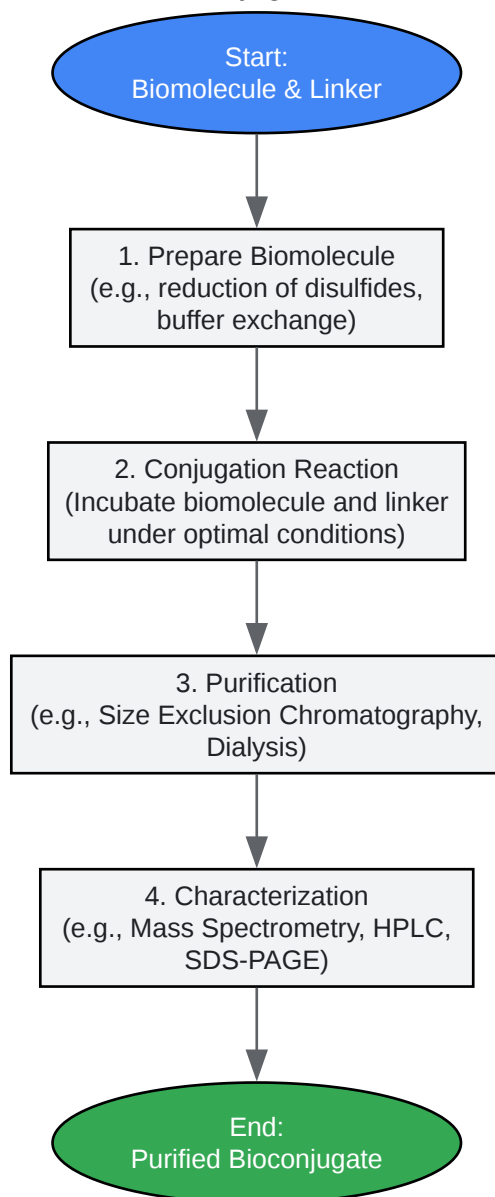 Start:
Biomolecule & Linker
1. Prepare Biomolecule
(e.g., reduction of disulfides,
buffer exchange)
2. Conjugation Reaction
(Incubate biomolecule and linker
under optimal conditions)
3. Purification
(e.g., Size Exclusion Chromatography,
Dialysis)
4. Characterization
(e.g., Mass Spectrometry, HPLC,
SDS-PAGE)
End:
Purified Bioconjugate